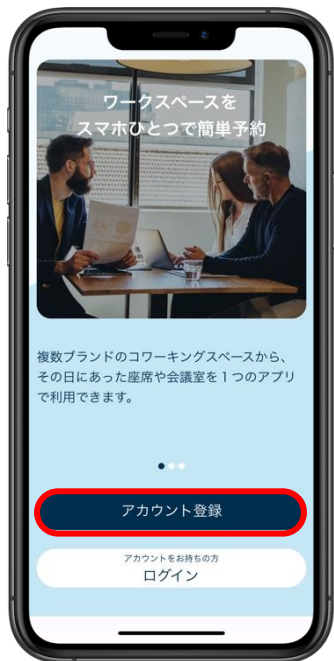 ワークスペースを
スマホひとつで簡単予約
複数ブランドのコワーキングスペースから、
その日にあった座席や会議室を1つのアプリ
で利用できます。
アカウント登録
アカウントをお持ちの方
ログイン